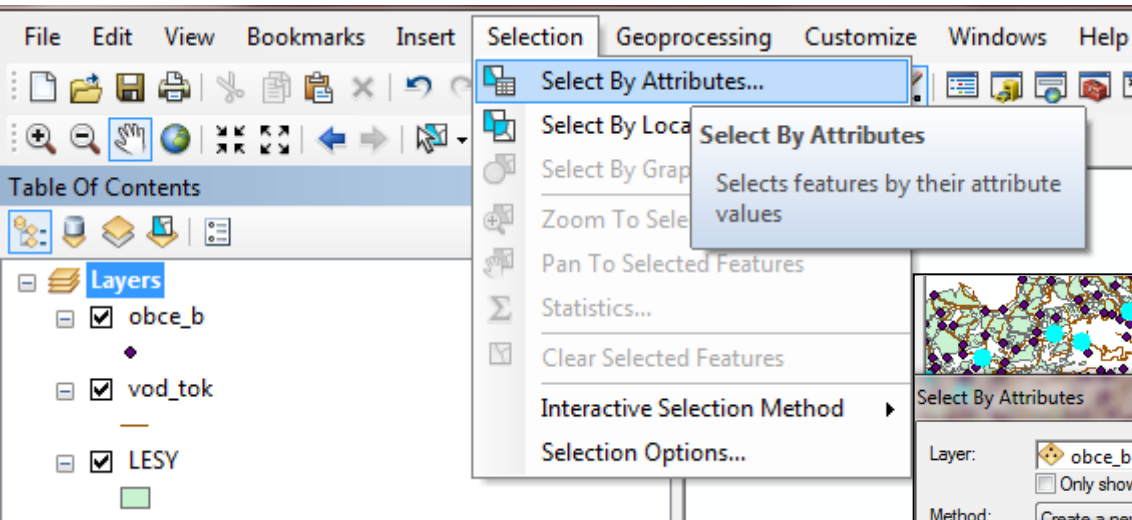 File Edit View Bookmarks Insert Selection Geoprocessing Customize Windows Help
Select By Attributes...
Select By Loca
Select By Attributes
Select By Grap
Selects features by their attribute
values
Table Of Contents
Zoom To Sele
Pan To Selected Features
Layers
obce_b
Statistics...
Clear Selected Features
vod_tok
Interactive Selection Method
Select By Attributes
LESY
Selection Options...
Layer: obce_b
Only show
Method: Create a new